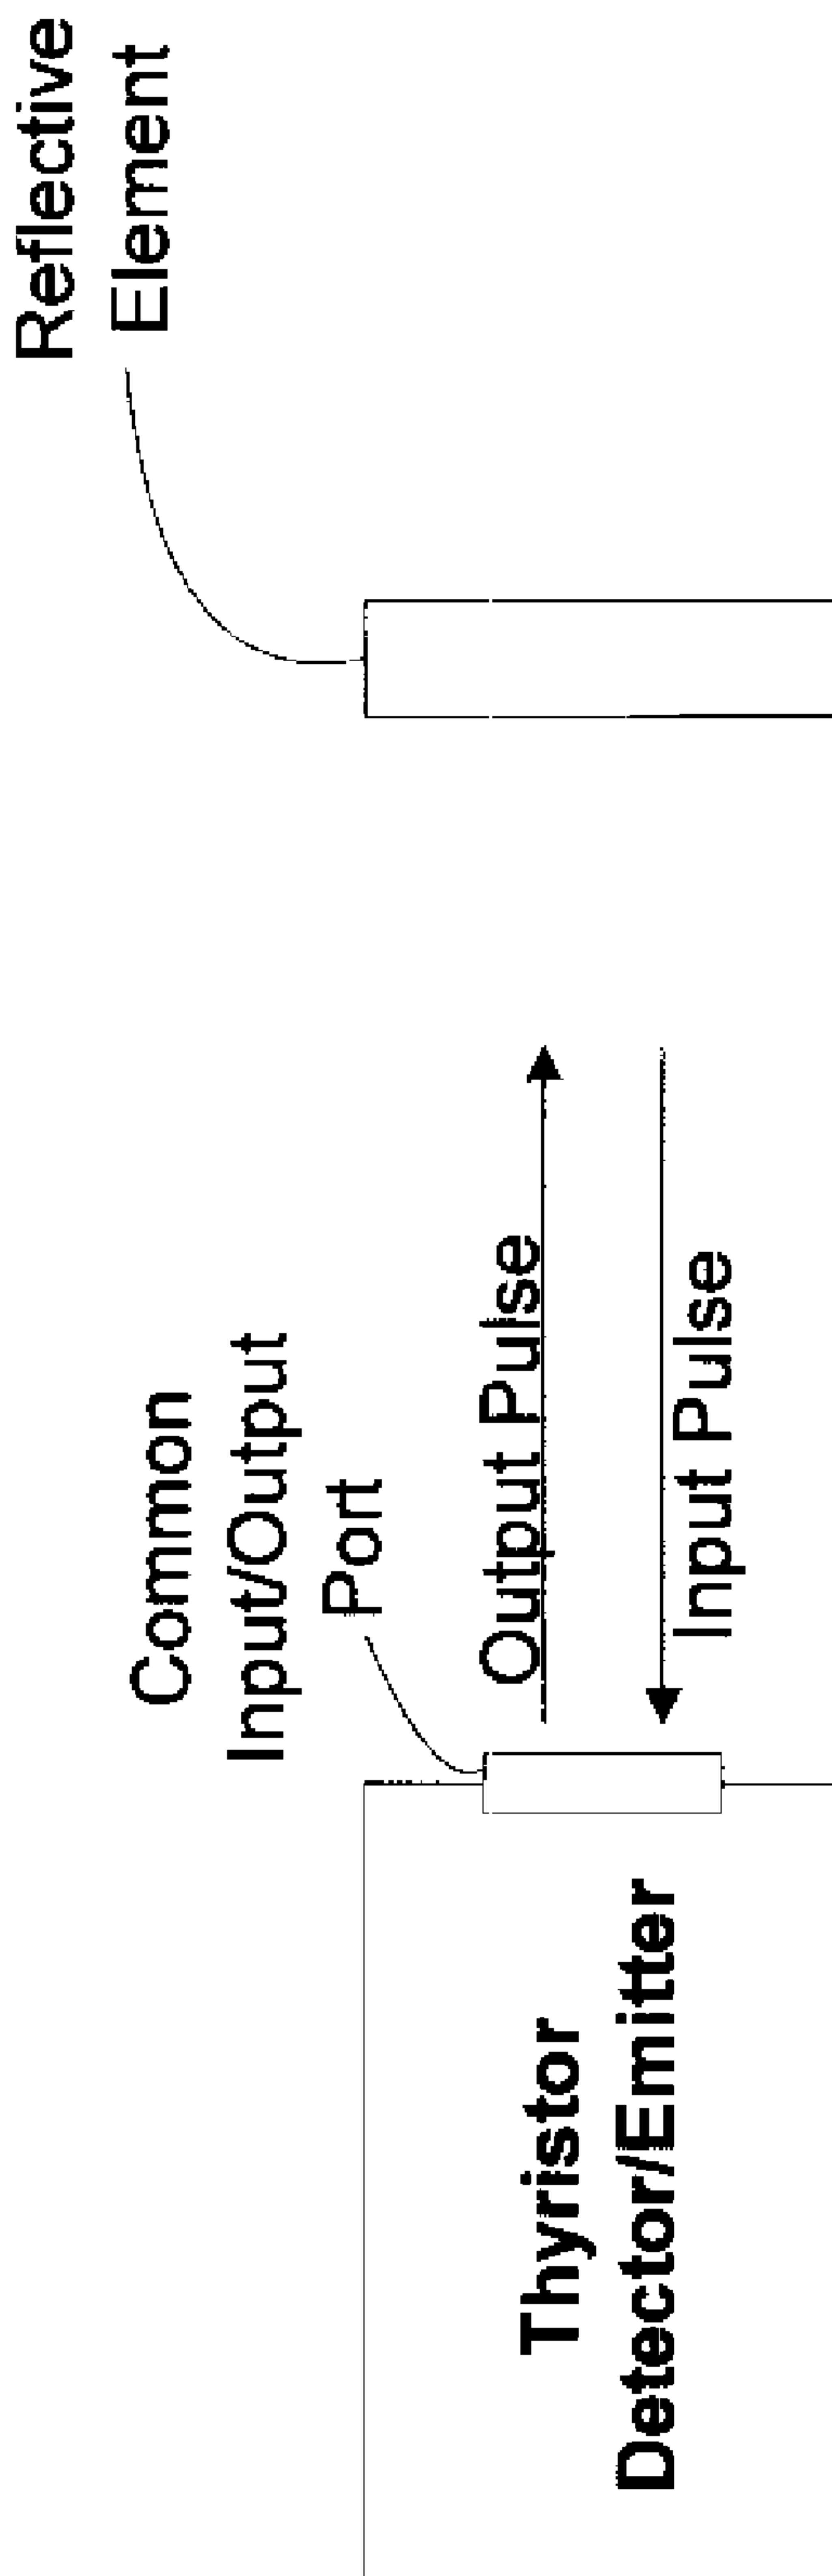 Reflective
Element
Common
Input/Output
Port
Output Pulse
Input Pulse
Thyristor
Detector/Emitter